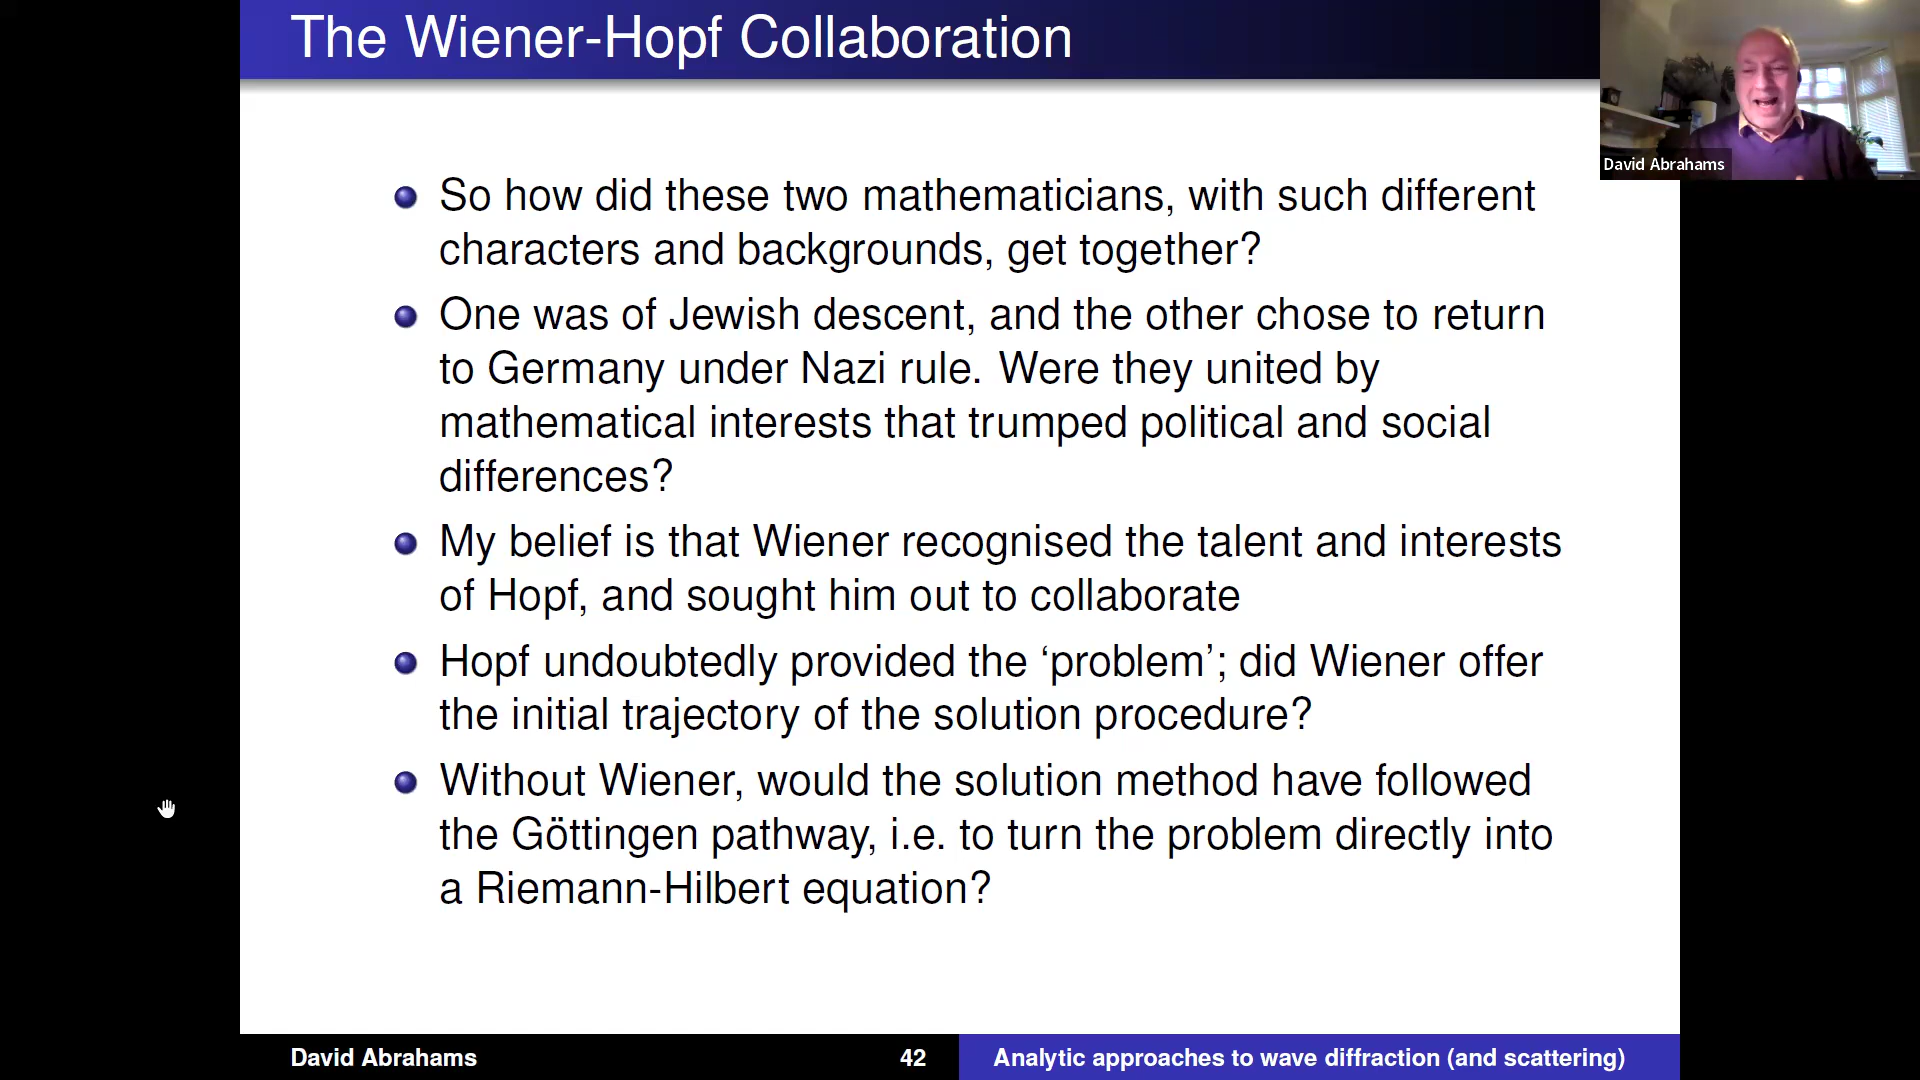 The Wiener-Hopf Collaboration
David Abrahams
So how did these two mathematicians, with such different
characters and backgrounds, get together?
One was of Jewish descent, and the other chose to return
to Germany under Nazi rule. Were they united by
mathematical interests that trumped political and social
differences?
My belief is that Wiener recognised the talent and interests
of Hopf, and sought him out to collaborate
Hopf undoubtedly provided the ‘problem’; did Wiener offer
the initial trajectory of the solution procedure?
Without Wiener, would the solution method have followed
the Göttingen pathway, i.e. to turn the problem directly into
a Riemann-Hilbert equation?
David Abrahams 42 Analytic approaches to wave diffraction (and scattering)